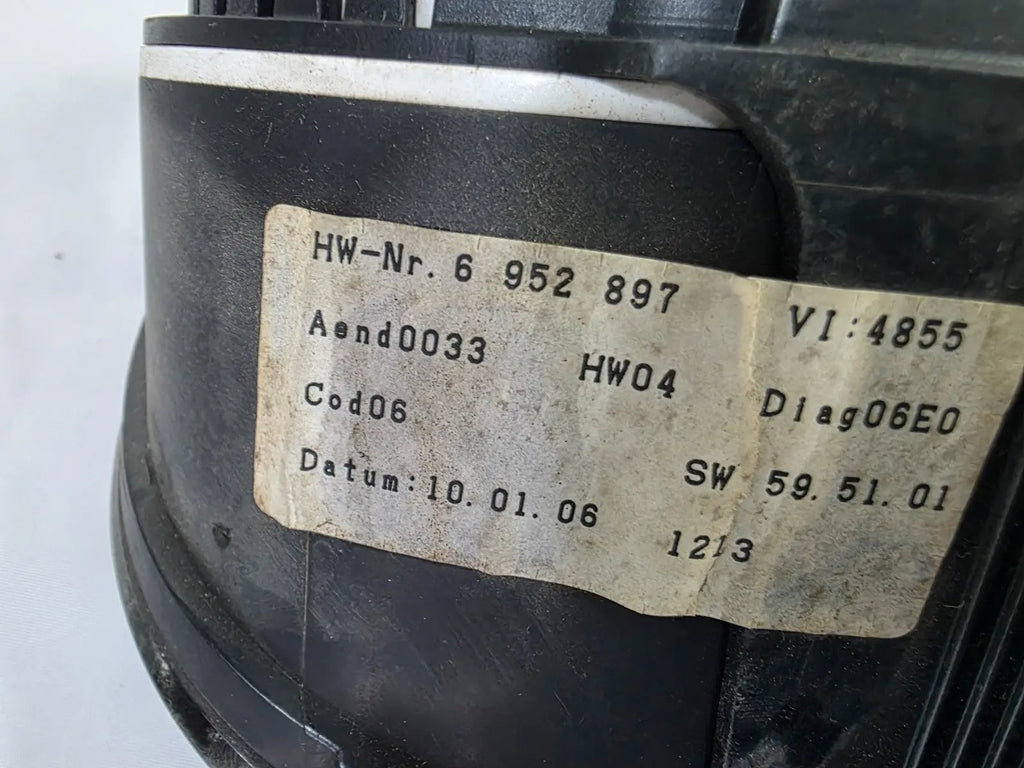 HW-Nr. 6 952 897 VI:4855
Aend0033 HW04 Diag06E0
Cod06 SW 59.51.01
Datum:10.01.06 1213